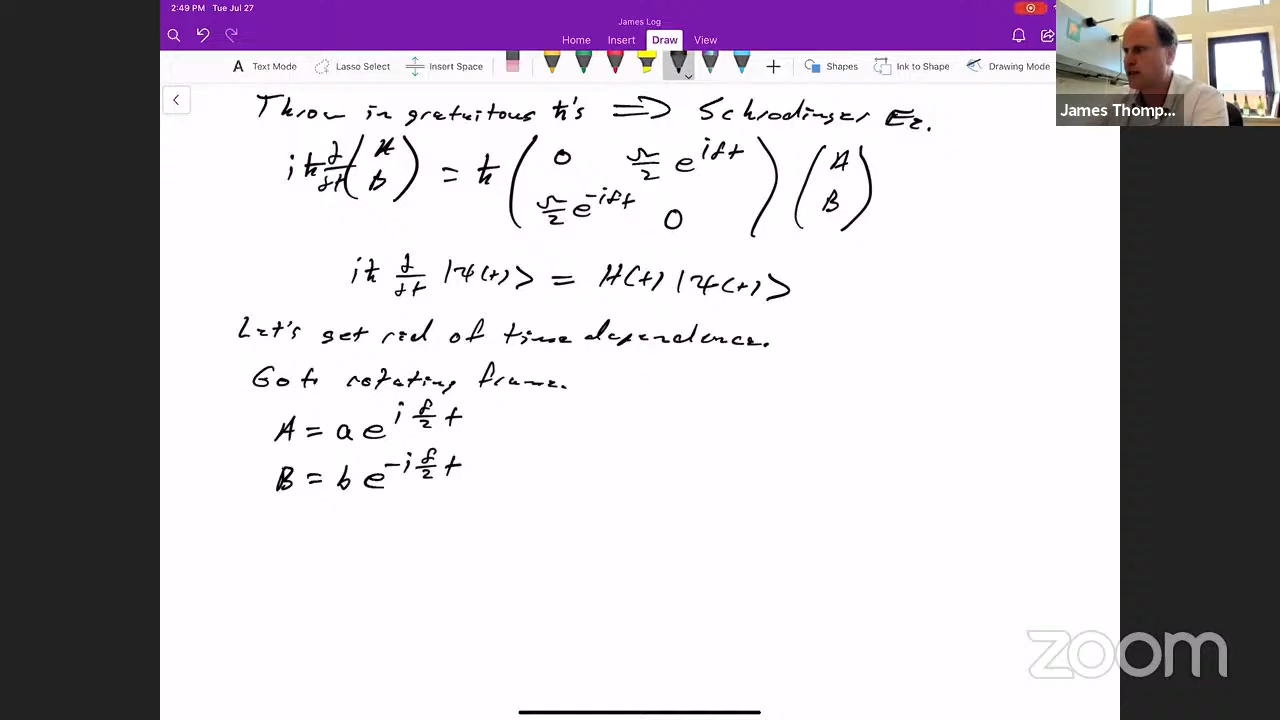 2:49 PM Tue Jul 27
James Log
Home Insert Draw View
A Text Mode Lasso Select Insert Space Shapes Ink to Shape Drawing Mode
James Thomp...
Throw in gratuitous ħ's ⟹ Schrodinger Eq.
iħ d/dt (A B) = ħ (0 Ω/2 e^{iδt} Ω/2 e^{-iδt} 0) (A B)
iħ d/dt |ψ(t)> = H(t) |ψ(t)>
Let's get rid of time dependence.
Go to rotating frame.
A = a e^{i δ/2 t}
B = b e^{-i δ/2 t}
zoom